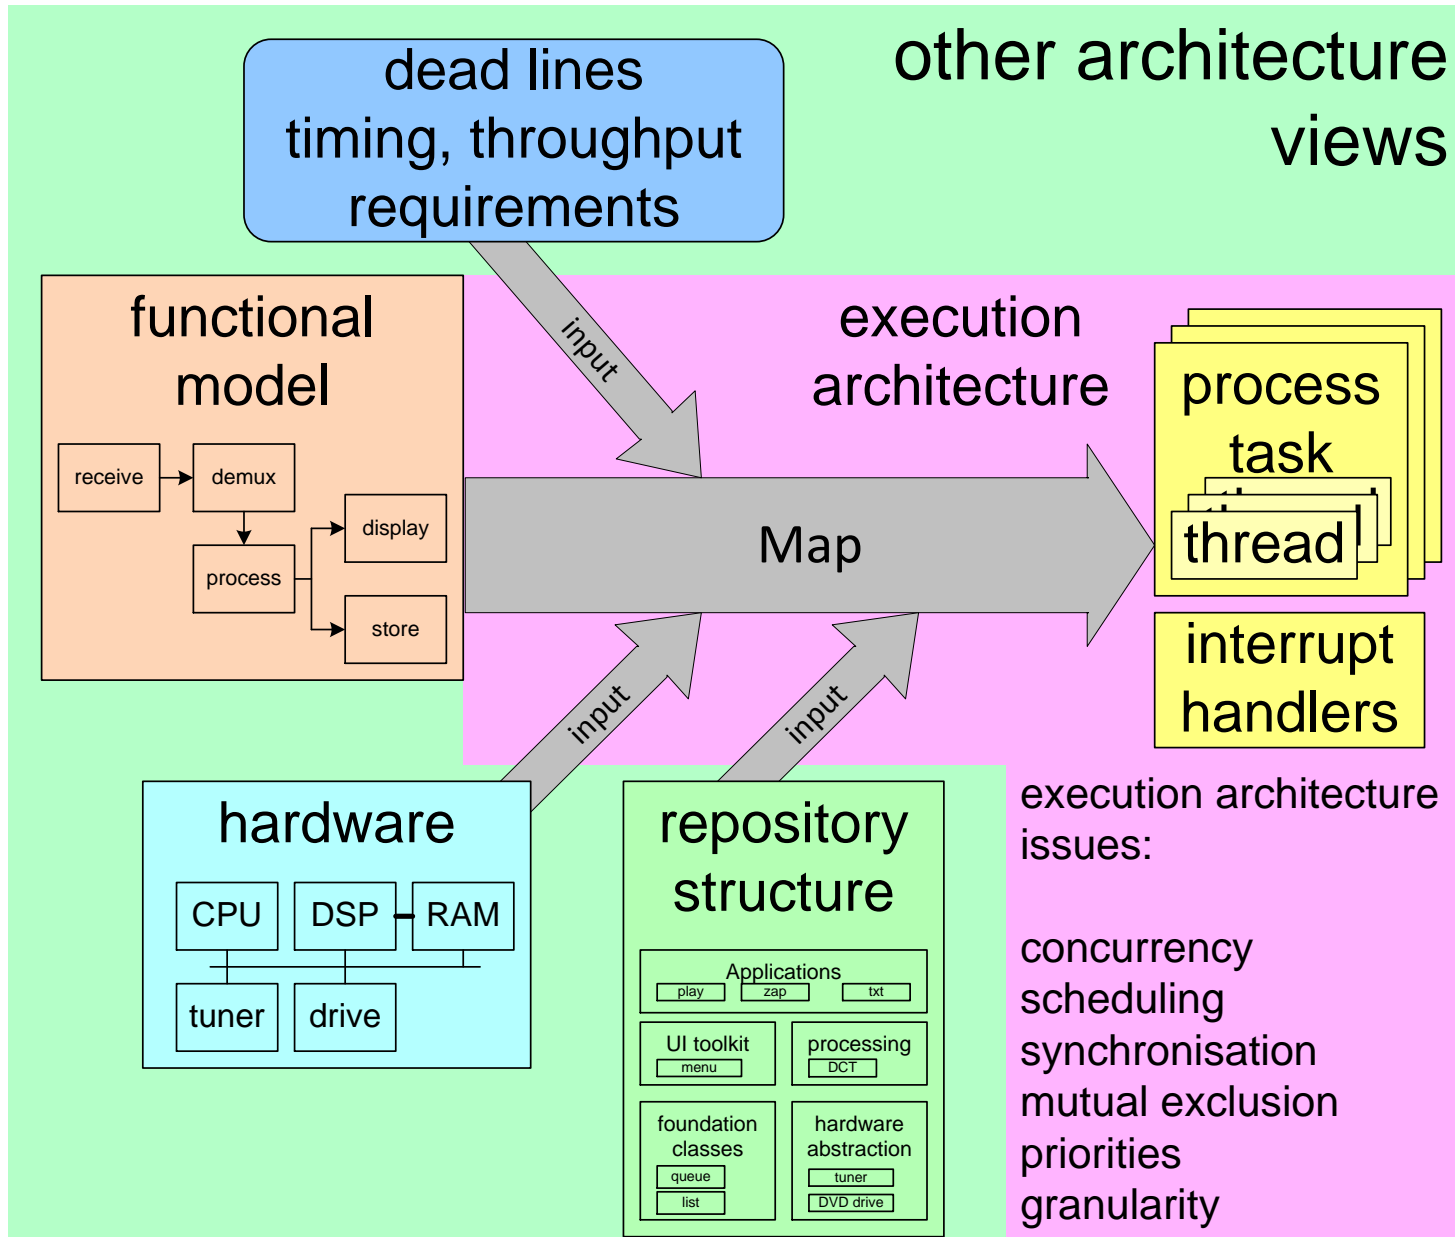 other architecture
views
dead lines
timing, throughput
requirements
input
functional
model
receive
demux
process
display
store
execution
architecture
Map
process
task
thread
interrupt
handlers
input
input
hardware
CPU
DSP
RAM
tuner
drive
repository
structure
Applications
play
zap
txt
UI toolkit
menu
processing
DCT
foundation
classes
queue
list
hardware
abstraction
tuner
DVD drive
execution architecture
issues:
concurrency
scheduling
synchronisation
mutual exclusion
priorities
granularity